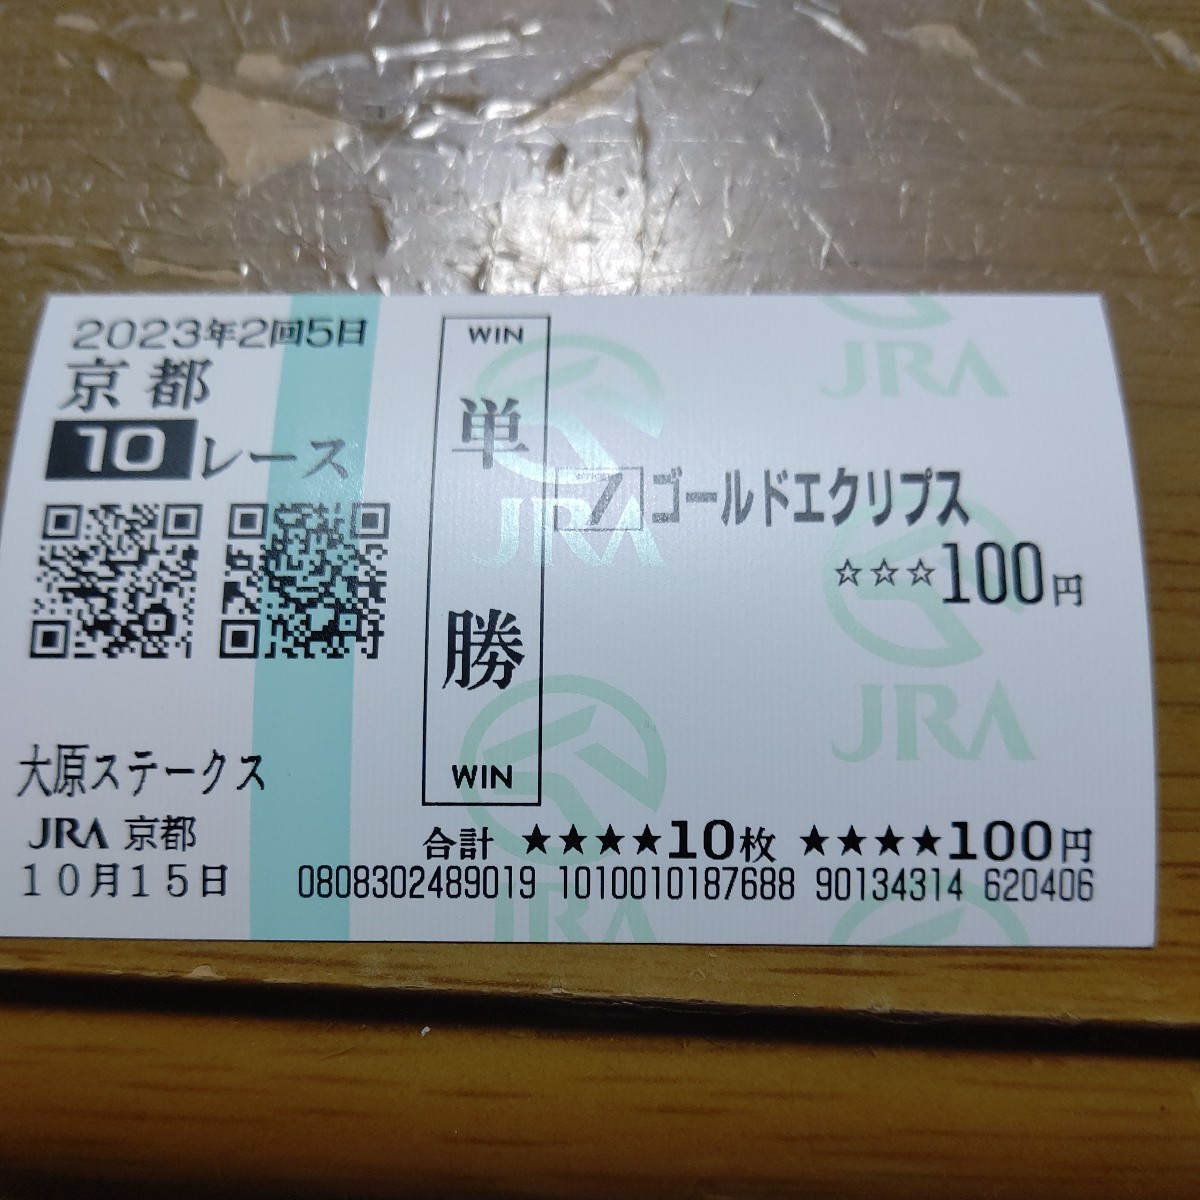 2023年2回5日
京都
10レース
大原ステークス
JRA 京都
10月15日
WIN
単勝
WIN
7 ゴールドエクリプス
☆☆☆100円
合計 ★★★★10枚 ★★★★100円
0808302489019 1010010187688 90134314 620406
JRA
JRA
JRA
JRA